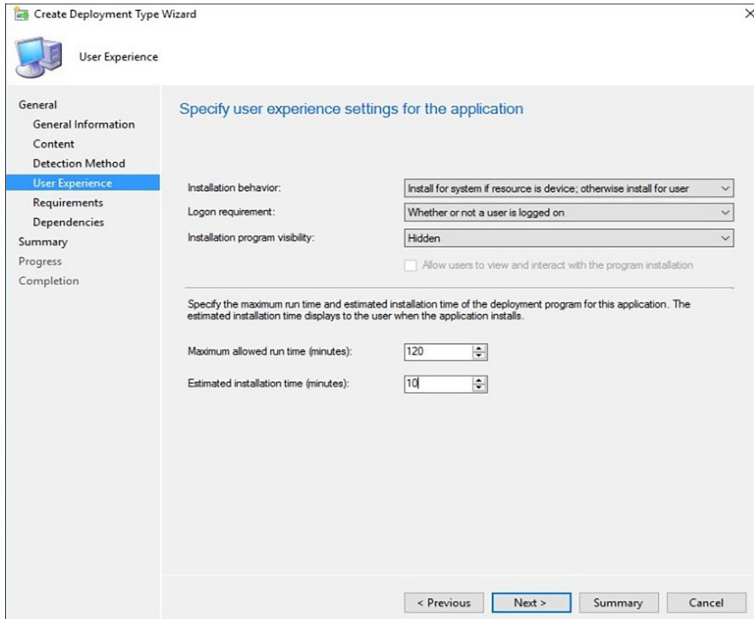 Create Deployment Type Wizard
User Experience
General
General Information
Content
Detection Method
User Experience
Requirements
Dependencies
Summary
Progress
Completion
Specify user experience settings for the application
Installation behavior: Install for system if resource is device; otherwise install for user
Logon requirement: Whether or not a user is logged on
Installation program visibility: Hidden
Allow users to view and interact with the program installation
Specify the maximum run time and estimated installation time of the deployment program for this application. The
estimated installation time displays to the user when the application installs.
Maximum allowed run time (minutes): 120
Estimated installation time (minutes): 10
< Previous Next > Summary Cancel